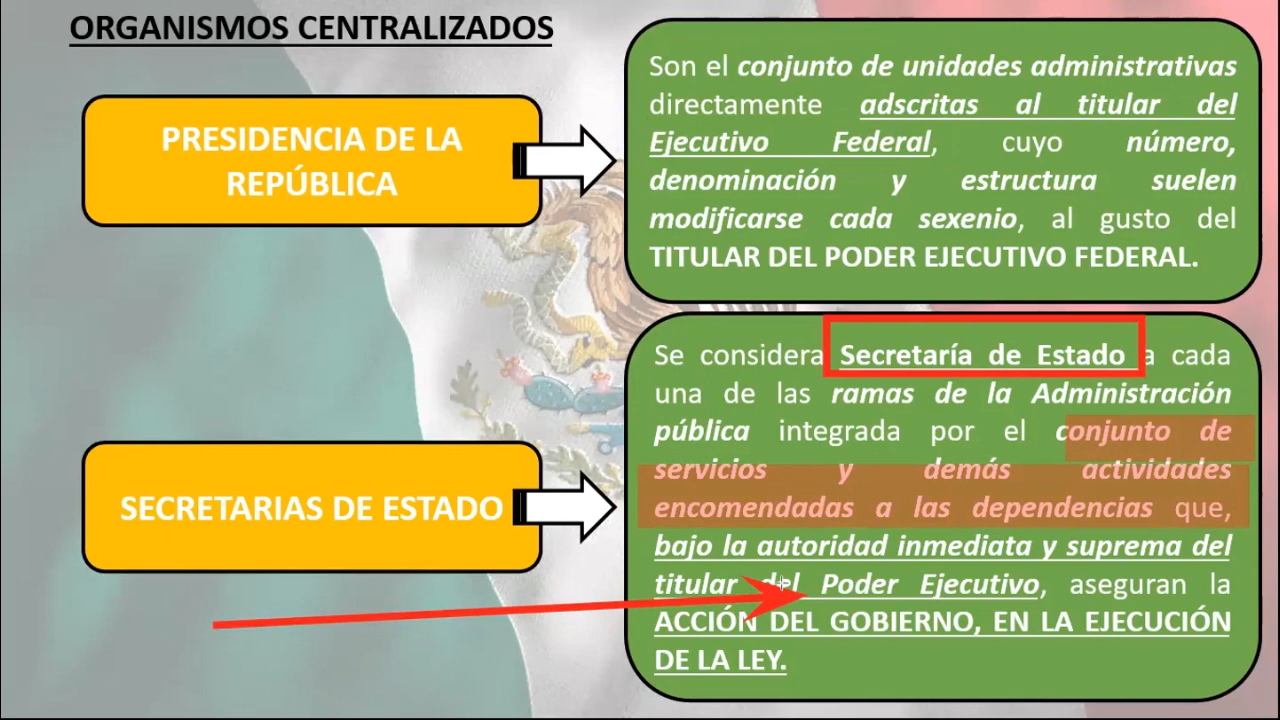 ORGANISMOS CENTRALIZADOS
PRESIDENCIA DE LA
REPÚBLICA
Son el conjunto de unidades administrativas
directamente adscritas al titular del
Ejecutivo Federal, cuyo número,
denominación y estructura suelen
modificarse cada sexenio, al gusto del
TITULAR DEL PODER EJECUTIVO FEDERAL.
SECRETARIAS DE ESTADO
Se considera Secretaría de Estado a cada
una de las ramas de la Administración
pública integrada por el conjunto de
servicios y demás actividades
encomendadas a las dependencias que,
bajo la autoridad inmediata y suprema del
titular del Poder Ejecutivo, aseguran la
ACCIÓN DEL GOBIERNO, EN LA EJECUCIÓN
DE LA LEY.